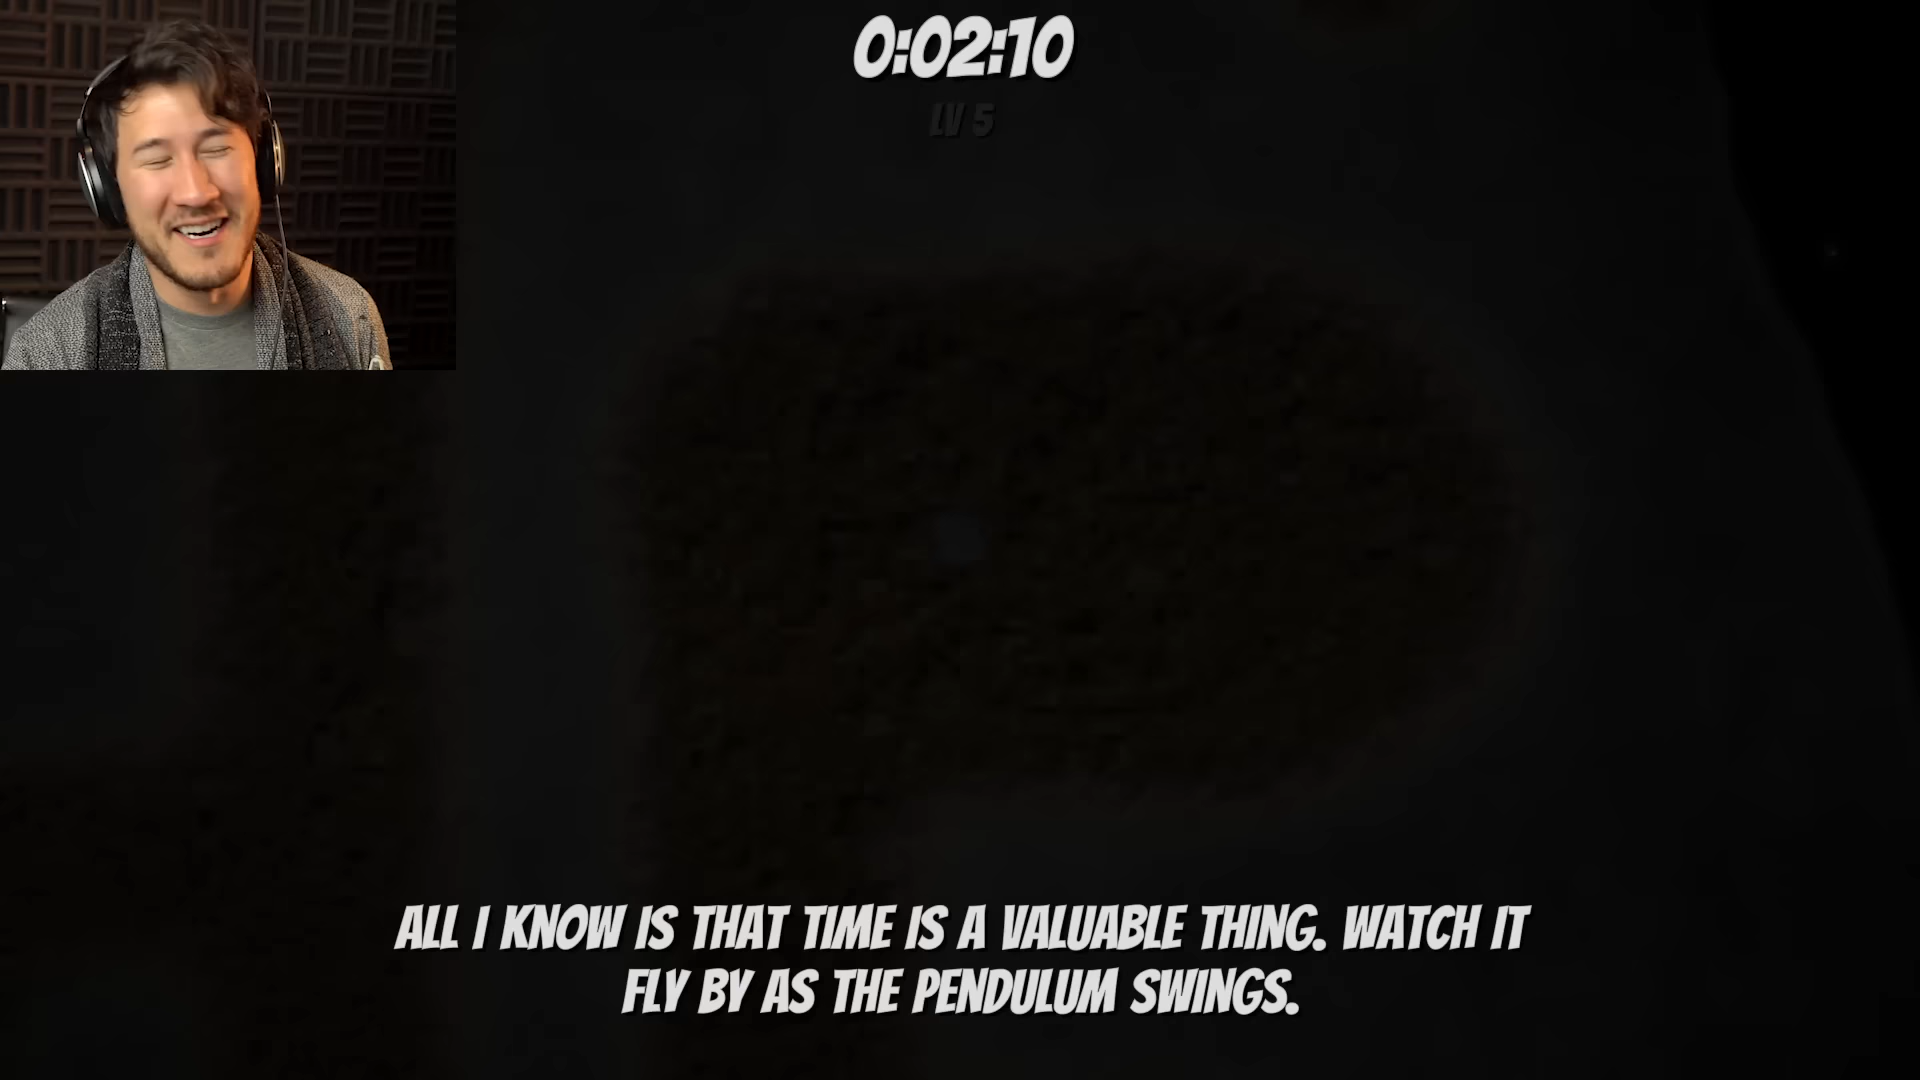 0:02:10
LV 5
ALL I KNOW IS THAT TIME IS A VALUABLE THING. WATCH IT
FLY BY AS THE PENDULUM SWINGS.